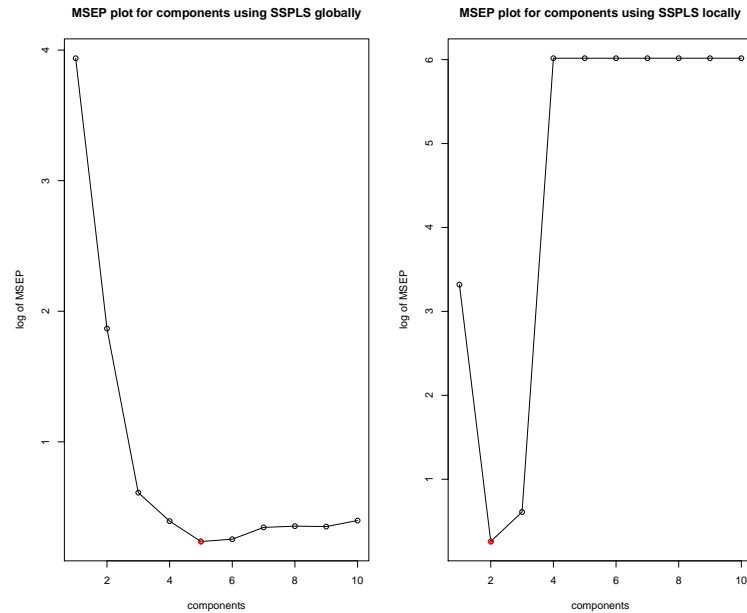 MSEP plot for components using SSPLS globally
4
3
2
1
log of MSEP
2 4 6 8 10
components
MSEP plot for components using SSPLS locally
6
5
4
3
2
1
log of MSEP
2 4 6 8 10
components